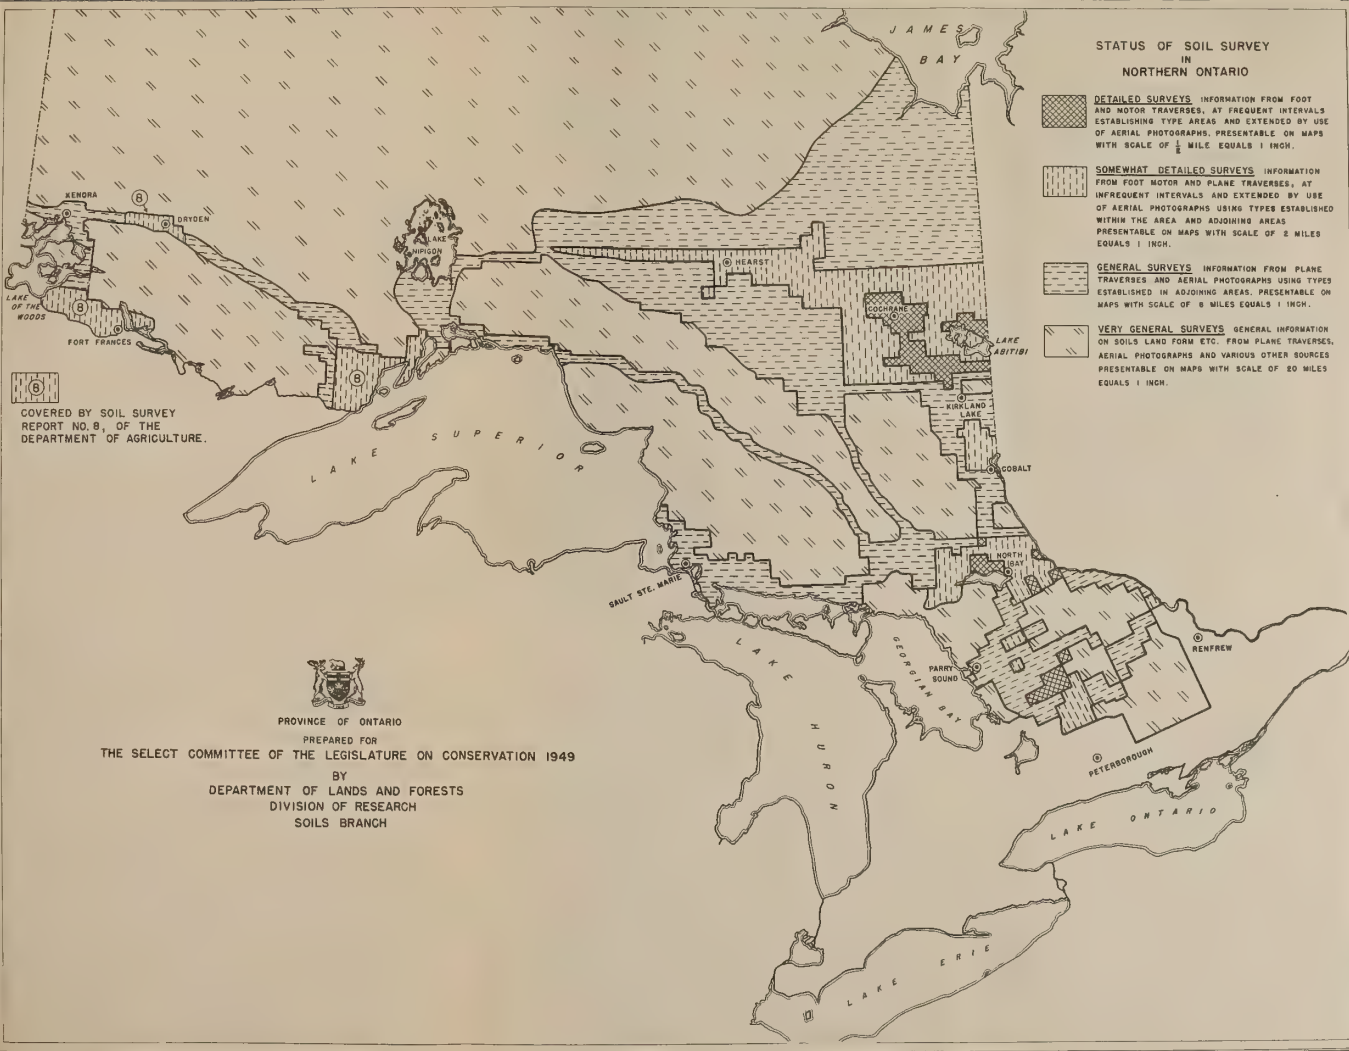 JAMES
BAY
STATUS OF SOIL SURVEY
IN
NORTHERN ONTARIO
DETAILED SURVEYS INFORMATION FROM FOOT
AND MOTOR TRAVERSES, AT FREQUENT INTERVALS
ESTABLISHING TYPE AREAS AND EXTENDED BY USE
OF AERIAL PHOTOGRAPHS. PRESENTABLE ON MAPS
WITH SCALE OF ½ MILE EQUALS 1 INCH.
SOMEWHAT DETAILED SURVEYS INFORMATION
FROM FOOT MOTOR AND PLANE TRAVERSES, AT
INFREQUENT INTERVALS AND EXTENDED BY USE
OF AERIAL PHOTOGRAPHS USING TYPES ESTABLISHED
WITHIN THE AREA AND ADJOINING AREAS
PRESENTABLE ON MAPS WITH SCALE OF 2 MILES
EQUALS 1 INCH.
GENERAL SURVEYS INFORMATION FROM PLANE
TRAVERSES AND AERIAL PHOTOGRAPHS USING TYPES
ESTABLISHED IN ADJOINING AREAS. PRESENTABLE ON
MAPS WITH SCALE OF 8 MILES EQUALS 1 INCH.
VERY GENERAL SURVEYS GENERAL INFORMATION
ON SOILS LAND FORM ETC. FROM PLANE TRAVERSES,
AERIAL PHOTOGRAPHS AND VARIOUS OTHER SOURCES
PRESENTABLE ON MAPS WITH SCALE OF 20 MILES
EQUALS 1 INCH.
KENORA
8
DRYDEN
LAKE
NIPIGON
HEARST
LAKE
OF THE
WOODS
8
FORT FRANCES
COCHRANE
LAKE
ABITIBI
8
8
COVERED BY SOIL SURVEY
REPORT NO. 8, OF THE
DEPARTMENT OF AGRICULTURE.
KIRKLAND
LAKE
COBALT
LAKE SUPERIOR
NORTH
BAY
SAULT STE. MARIE
LAKE HURON
GEORGIAN BAY
PARRY
SOUND
RENFREW
PETERBOROUGH
LAKE ONTARIO
LAKE ERIE
PROVINCE OF ONTARIO
PREPARED FOR
THE SELECT COMMITTEE OF THE LEGISLATURE ON CONSERVATION 1949
BY
DEPARTMENT OF LANDS AND FORESTS
DIVISION OF RESEARCH
SOILS BRANCH